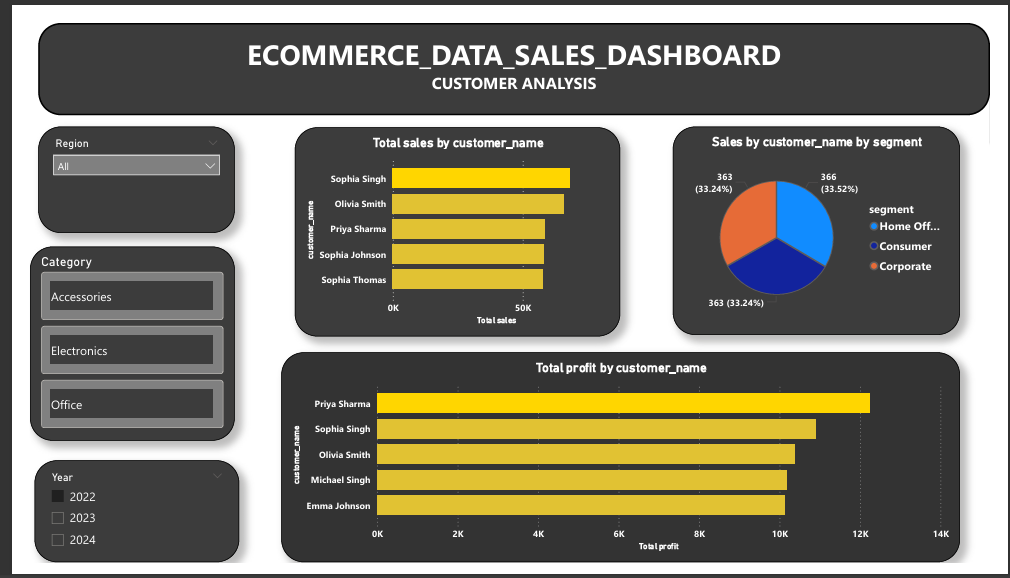 ECOMMERCE_DATA_SALES_DASHBOARD
CUSTOMER ANALYSIS
Region
All
Category
Accessories
Electronics
Office
Year
2022
2023
2024
Total sales by customer_name
customer_name
Sophia Singh
Olivia Smith
Priya Sharma
Sophia Johnson
Sophia Thomas
0K 50K
Total sales
Sales by customer_name by segment
363
(33.24%)
366
(33.52%)
363 (33.24%)
segment
Home Off...
Consumer
Corporate
Total profit by customer_name
customer_name
Priya Sharma
Sophia Singh
Olivia Smith
Michael Singh
Emma Johnson
0K 2K 4K 6K 8K 10K 12K 14K
Total profit